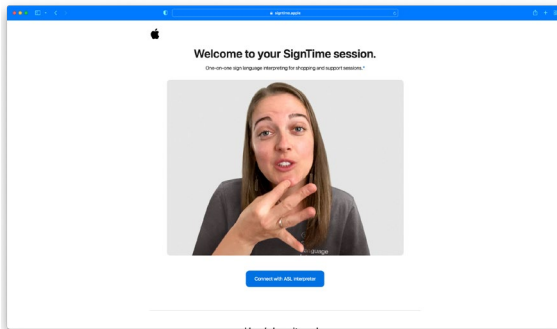 signtime.apple
Welcome to your SignTime session.
One-on-one sign language interpreting for shopping and support sessions.*
Connect with ASL interpreter